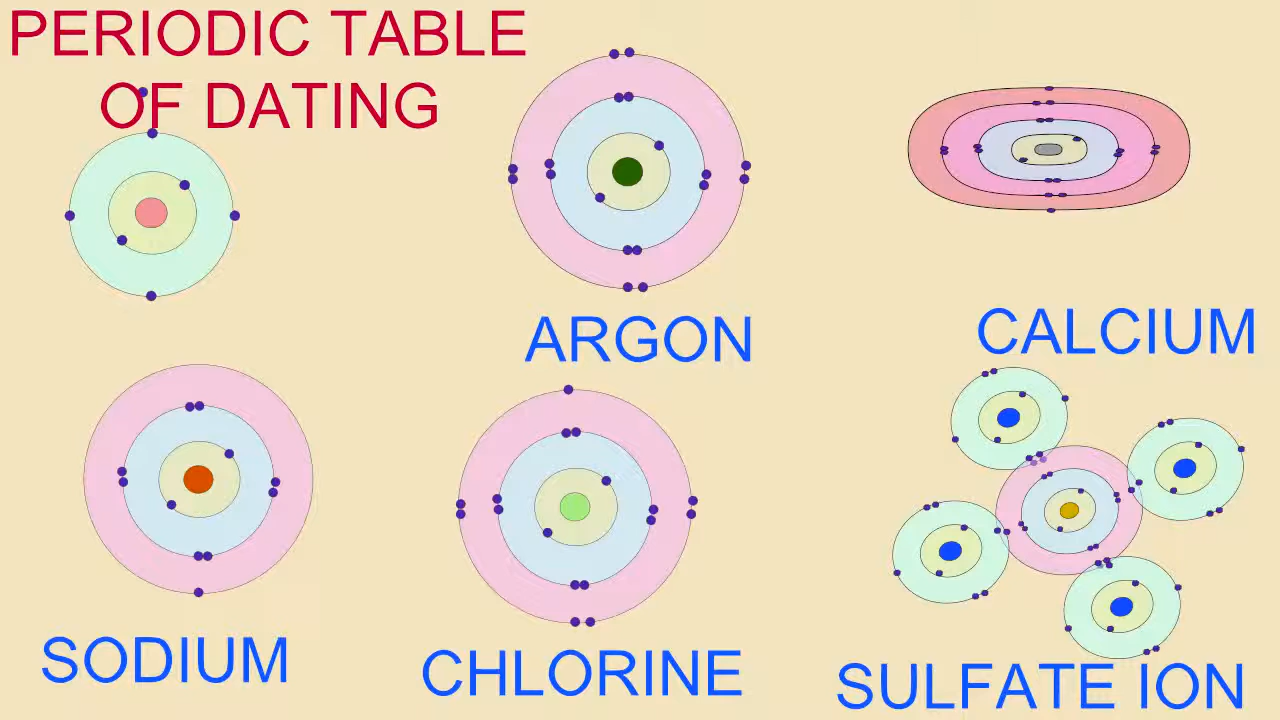 PERIODIC TABLE
OF DATING
ARGON
CALCIUM
SODIUM
CHLORINE
SULFATE ION